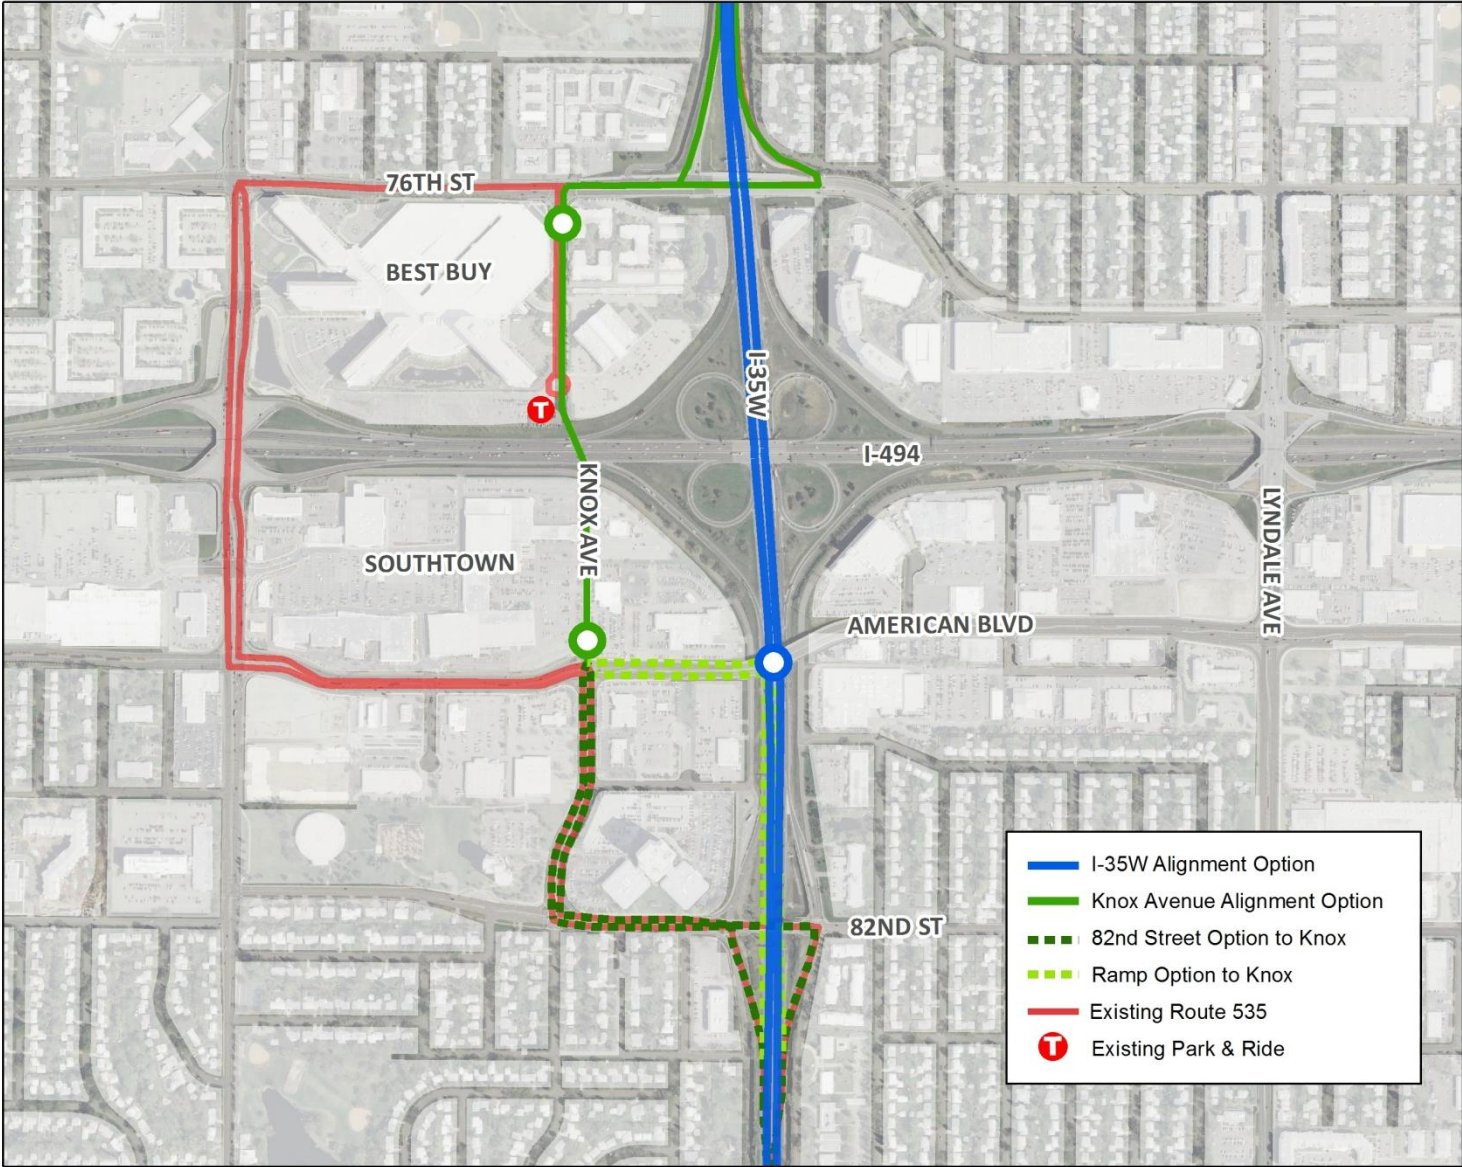 76TH ST
BEST BUY
I-35W
I-494
KNOX AVE
LYNDALE AVE
SOUTHTOWN
AMERICAN BLVD
82ND ST
I-35W Alignment Option
Knox Avenue Alignment Option
82nd Street Option to Knox
Ramp Option to Knox
Existing Route 535
T
T Existing Park & Ride